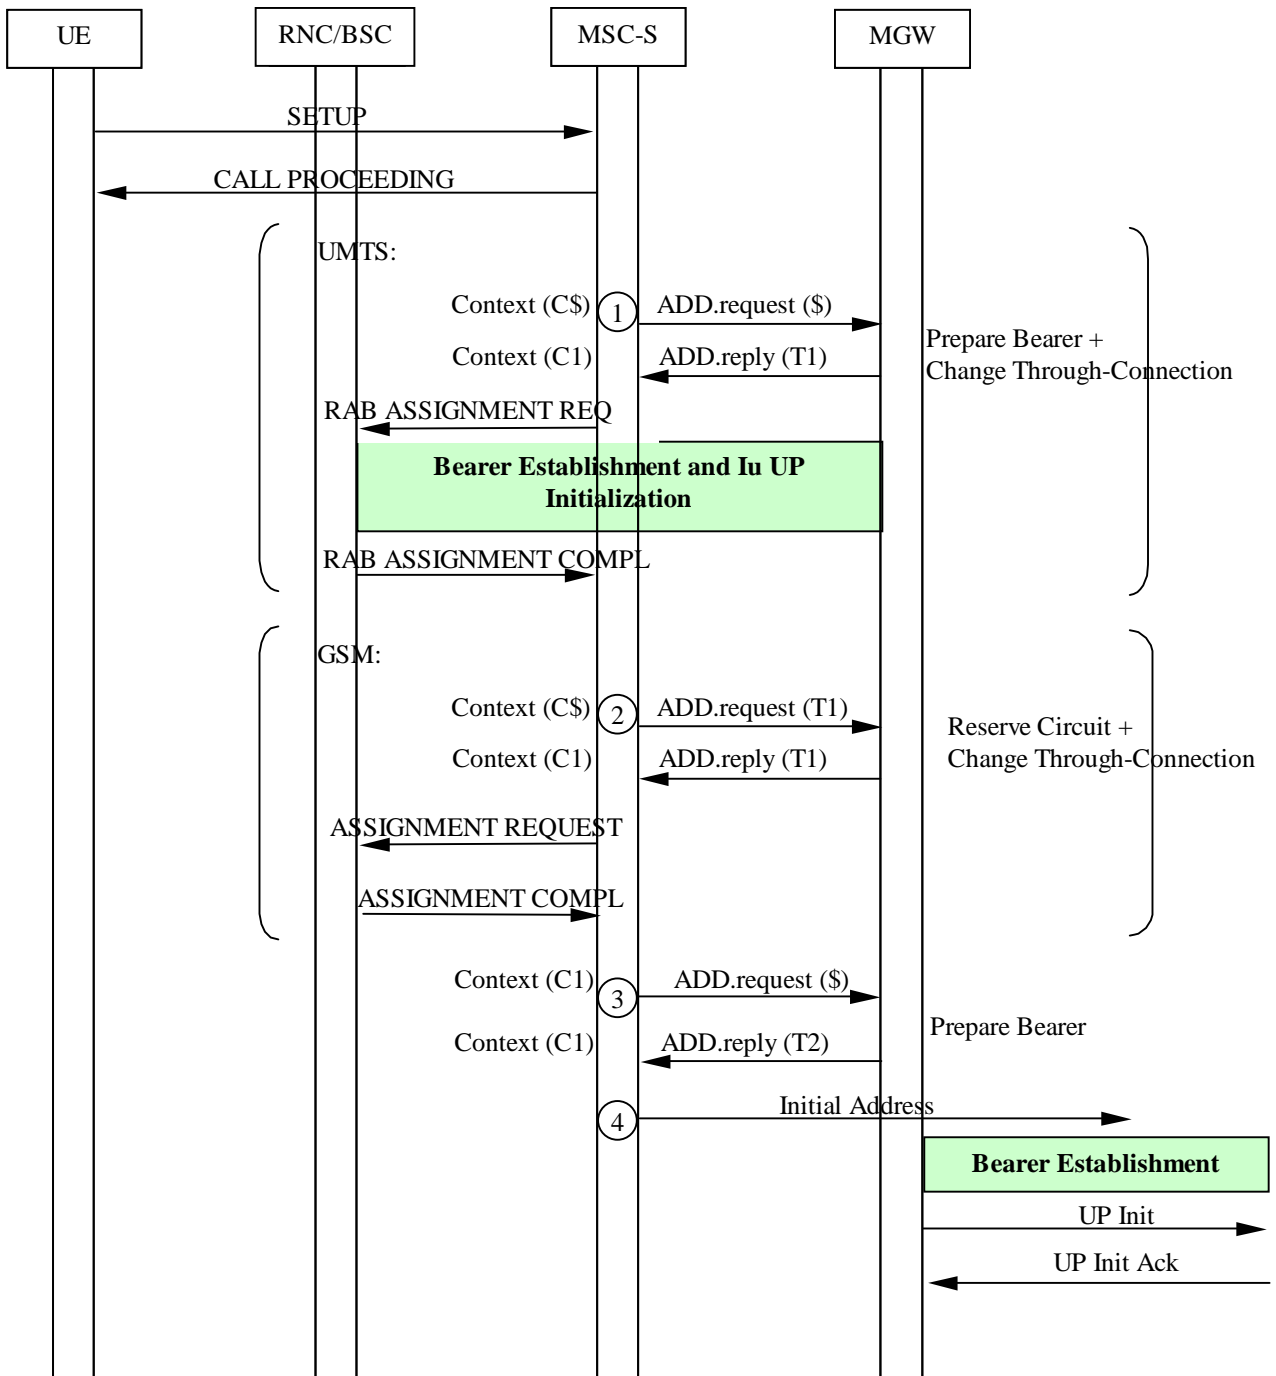 UE
RNC/BSC
MSC-S
MGW
SETUP
CALL PROCEEDING
UMTS:
Context (C$)
1
ADD.request ($)
Prepare Bearer +
Change Through-Connection
Context (C1)
ADD.reply (T1)
RAB ASSIGNMENT REQ
Bearer Establishment and Iu UP
Initialization
RAB ASSIGNMENT COMPL
GSM:
Context (C$)
2
ADD.request (T1)
Reserve Circuit +
Change Through-Connection
Context (C1)
ADD.reply (T1)
ASSIGNMENT REQUEST
ASSIGNMENT COMPL
Context (C1)
3
ADD.request ($)
Prepare Bearer
Context (C1)
ADD.reply (T2)
4
Initial Address
Bearer Establishment
UP Init
UP Init Ack